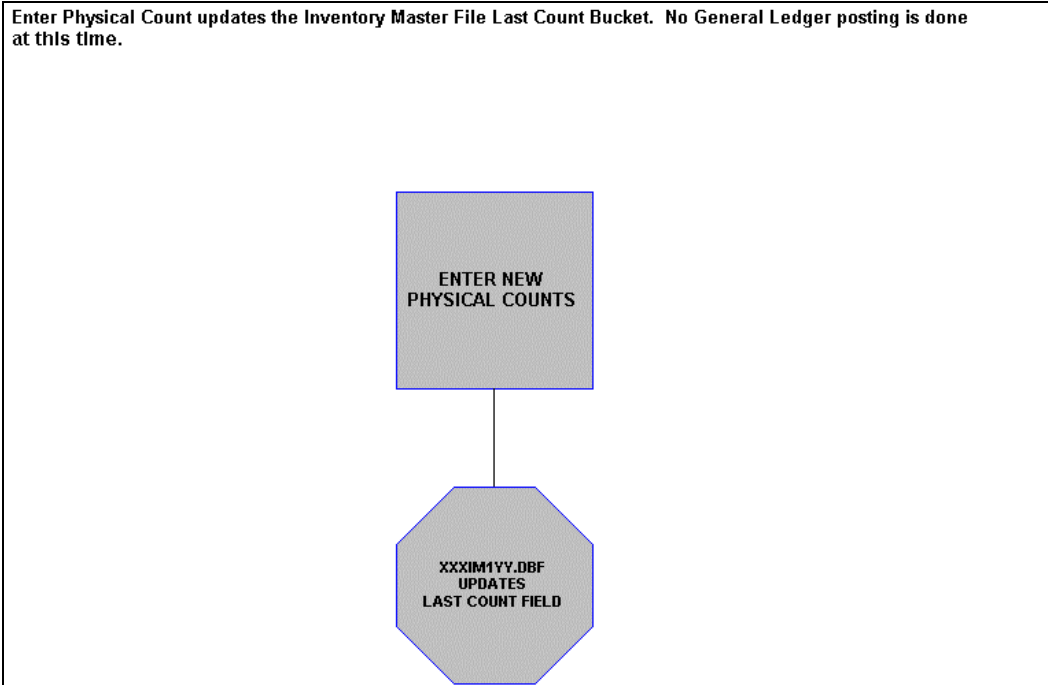 Enter Physical Count updates the Inventory Master File Last Count Bucket.  No General Ledger posting is done
at this time.
ENTER NEW
PHYSICAL COUNTS
XXXIM1YY.DBF
UPDATES
LAST COUNT FIELD